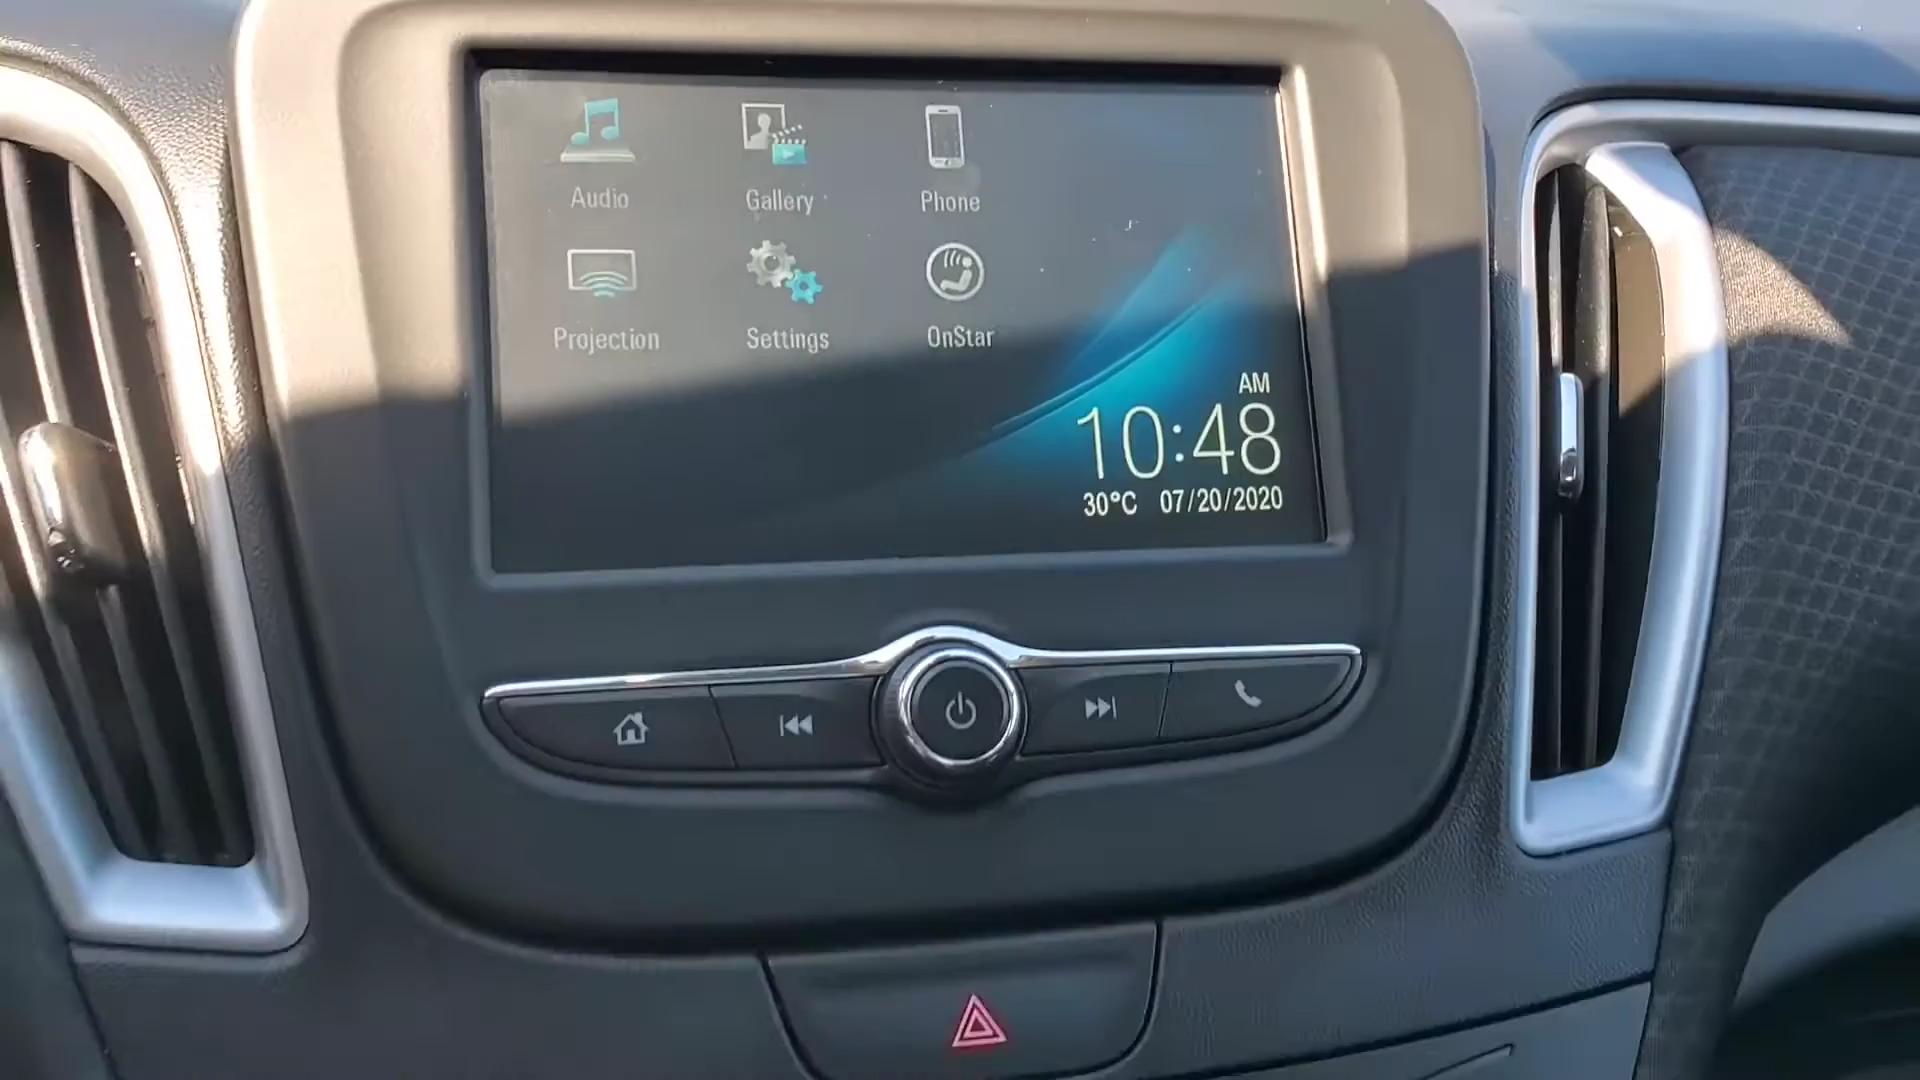 Audio
Gallery
Phone
Projection
Settings
OnStar
AM
10:48
30°C 07/20/2020